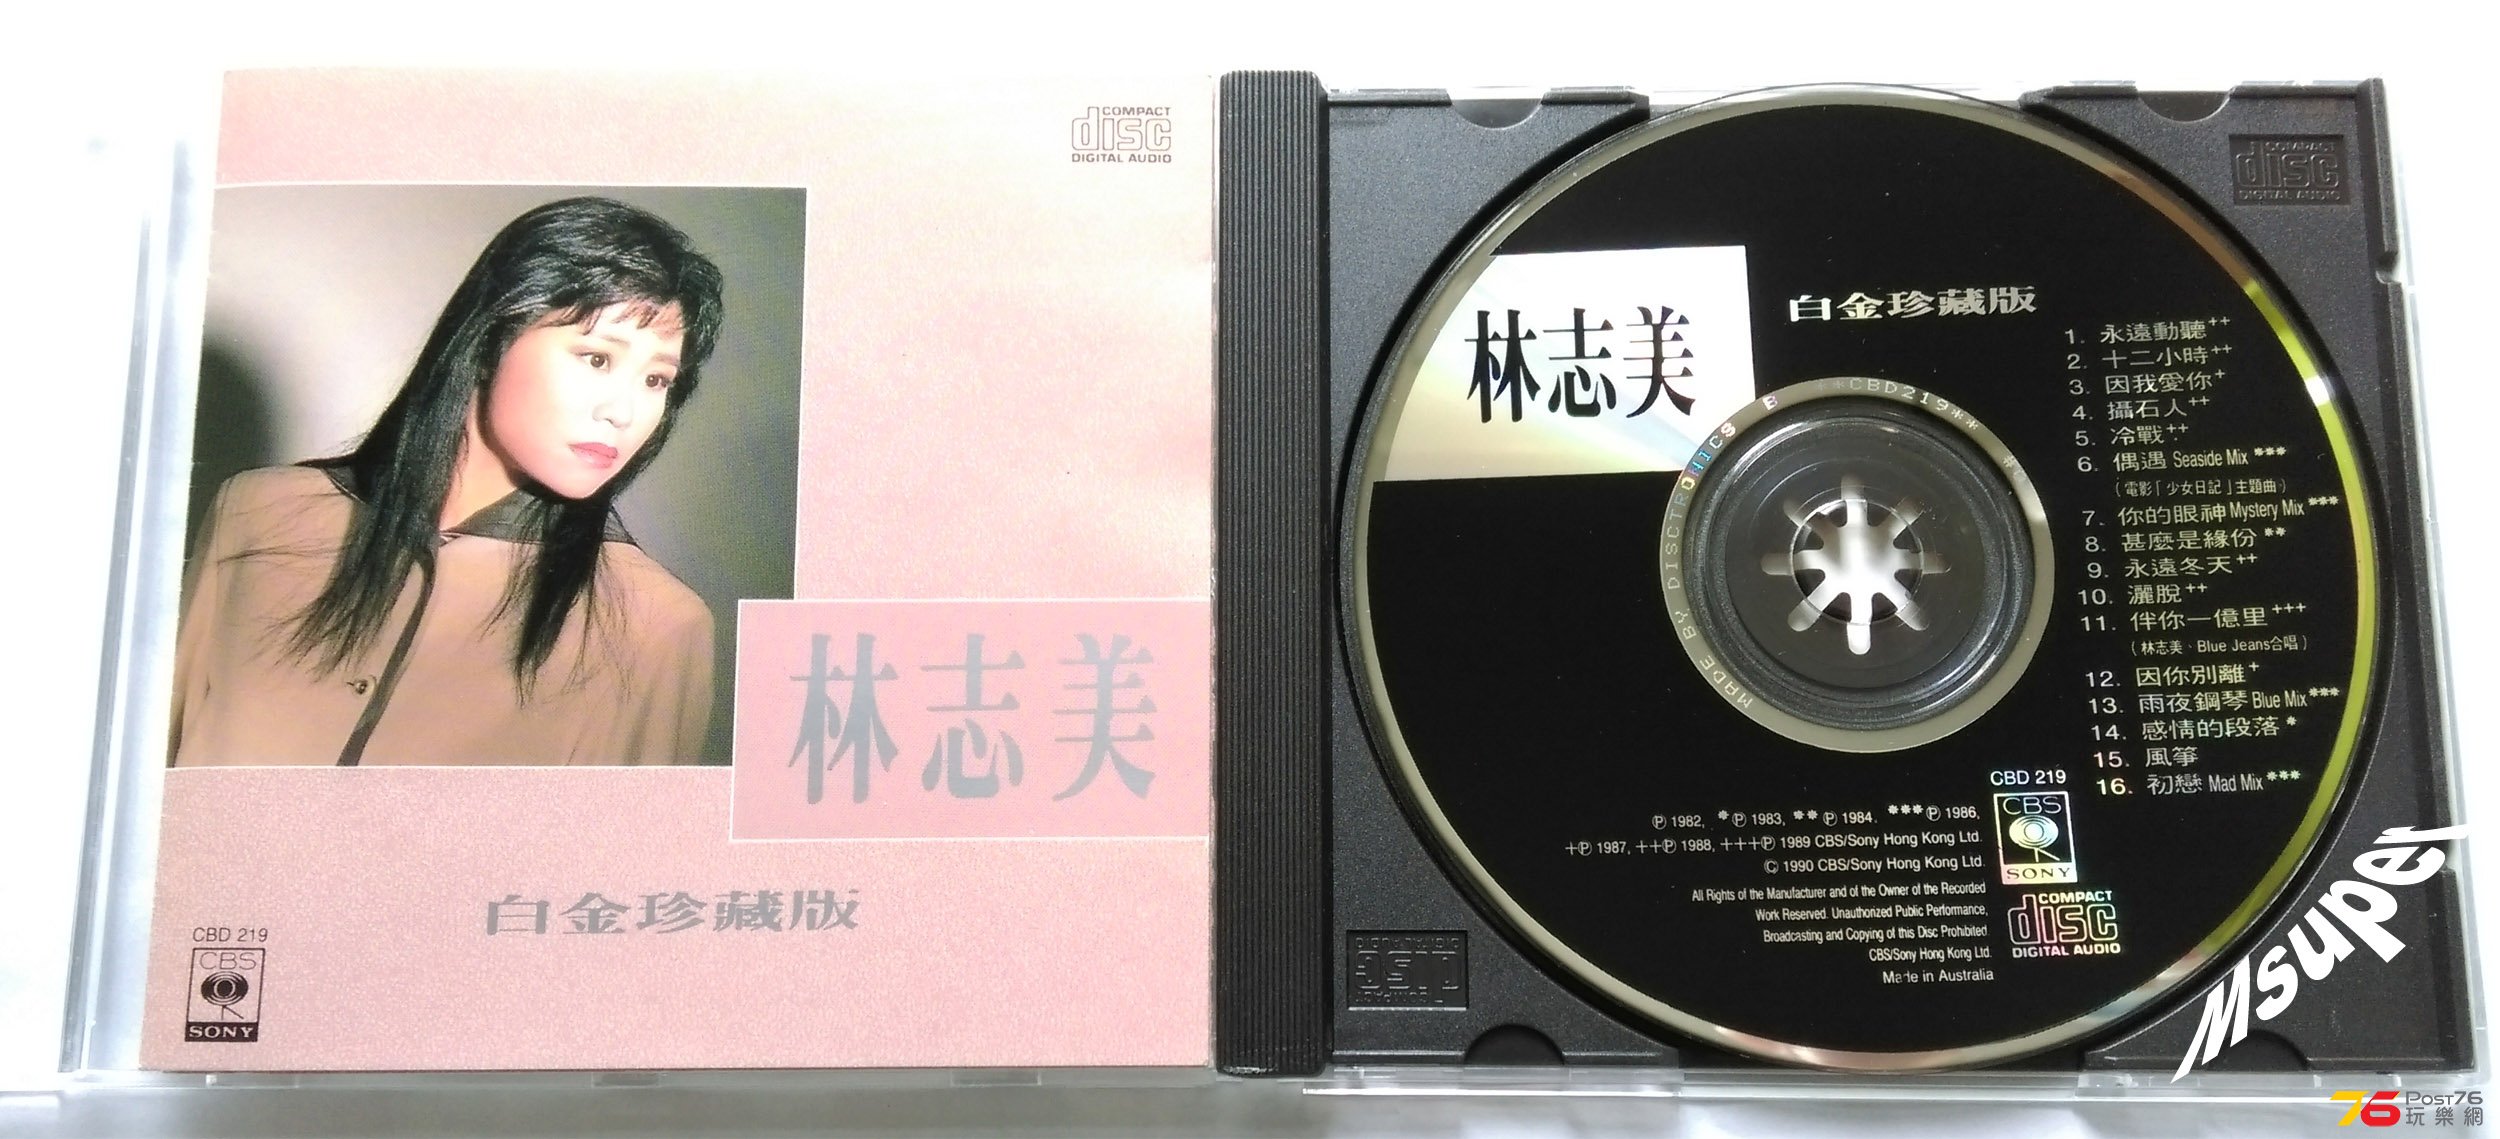 COMPACT
disc
DIGITAL AUDIO
林志美
白金珍藏版
CBD 219
CBS
SONY
COMPACT
disc
DIGITAL AUDIO
林志美
白金珍藏版
1. 永遠動聽++
2. 十二小時++
3. 因我愛你+
4. 攝石人++
5. 冷戰++
6. 偶遇 Seaside Mix ***
(電影「少女日記」主題曲)
7. 你的眼神 Mystery Mix ***
8. 甚麼是緣份 **
9. 永遠冬天++
10. 灑脫++
11. 伴你一億里+++
(林志美、Blue Jeans合唱)
12. 因你別離+
13. 雨夜鋼琴 Blue Mix ***
14. 感情的段落*
15. 風箏
16. 初戀 Mad Mix ***
**CBD219**
MADE BY DISCTRONICS B
CBD 219
CBS
SONY
COMPACT
disc
DIGITAL AUDIO
℗ 1982, *℗ 1983, **℗ 1984. ***℗ 1986,
+℗ 1987, ++℗ 1988, +++℗ 1989 CBS/Sony Hong Kong Ltd.
© 1990 CBS/Sony Hong Kong Ltd.
All Rights of the Manufacturer and of the Owner of the Recorded
Work Reserved. Unauthorized Public Performance,
Broadcasting and Copying of this Disc Prohibited.
CBS/Sony Hong Kong Ltd.
Made in Australia
COMPACT
disc
DIGITAL AUDIO
Msuper
76 POST76
玩樂網